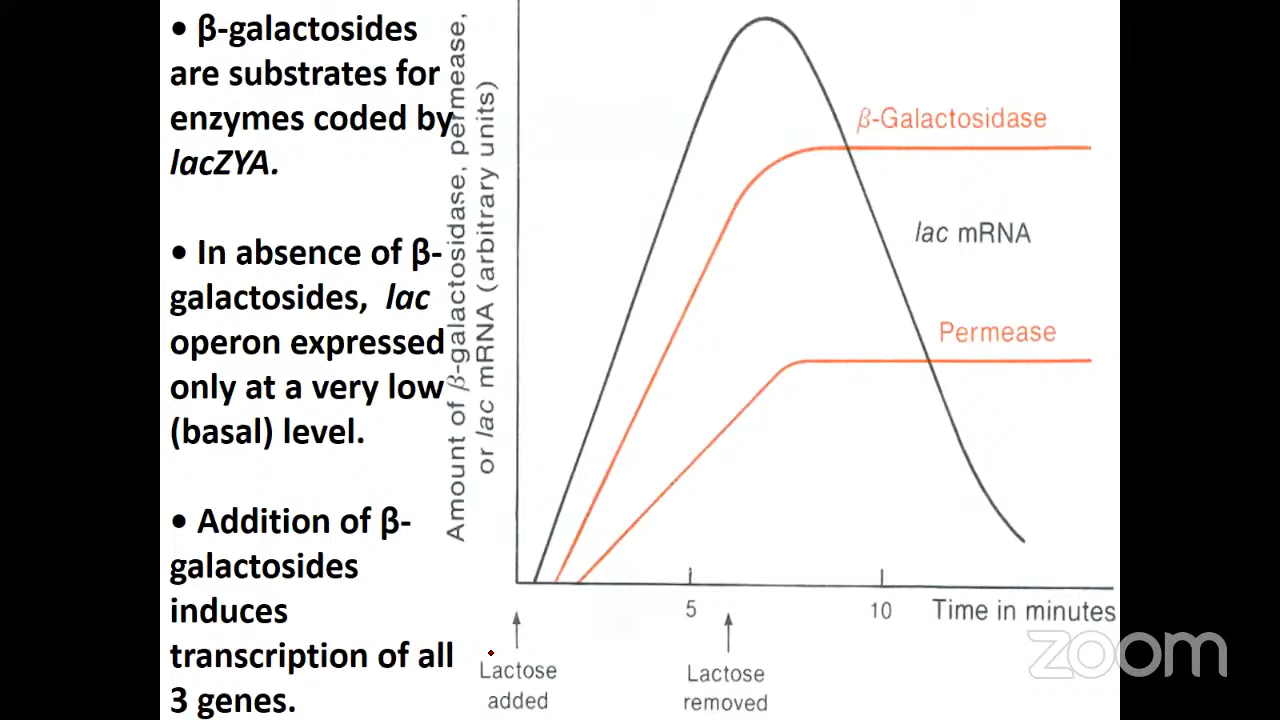 • β-galactosides
are substrates for
enzymes coded by
lacZYA.
• In absence of β-
galactosides, lac
operon expressed
only at a very low
(basal) level.
• Addition of β-
galactosides
induces
transcription of all
3 genes.
Amount of β-galactosidase, permease,
or lac mRNA (arbitrary units)
β-Galactosidase
lac mRNA
Permease
5
10
Time in minutes
Lactose
added
Lactose
removed
zoom